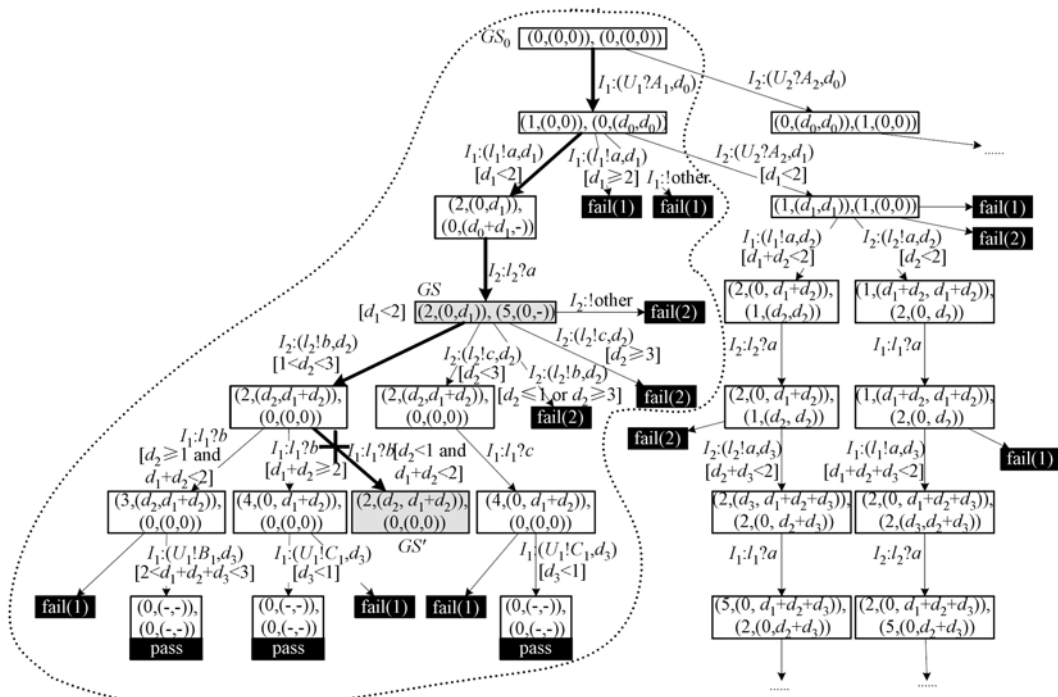 GS₀
(0,(0,0)), (0,(0,0))
I₁:(U₁?A₁,d₀)
I₂:(U₂?A₂,d₀)
(1,(0,0)), (0,(d₀,d₀))
(0,(d₀,d₀)),(1,(0,0))
......
I₁:(l₁!a,d₁)
[d₁<2]
I₁:(l₁!a,d₁)
[d₁⩾2]
I₁:!other
I₂:(U₂?A₂,d₁)
[d₁<2]
fail(1)
fail(1)
(2,(0,d₁)),
(0,(d₀+d₁,-))
(1,(d₁,d₁)),(1,(0,0))
fail(1)
fail(2)
I₂:l₂?a
I₁:(l₁!a,d₂)
[d₁+d₂<2]
I₂:(l₂!a,d₂)
[d₂<2]
GS
[d₁<2]
(2,(0,d₁)), (5,(0,-))
I₂:!other
fail(2)
(2,(0, d₁+d₂)),
(1,(d₂,d₂))
(1,(d₁+d₂, d₁+d₂)),
(2,(0, d₂))
I₂:(l₂!b,d₂)
[1<d₂<3]
I₂:(l₂!c,d₂)
[d₂<3]
I₂:(l₂!b,d₂)
[d₂⩽1 or d₂⩾3]
I₂:(l₂!c,d₂)
[d₂⩾3]
I₂:l₂?a
I₁:l₁?a
(2,(d₂,d₁+d₂)),
(0,(0,0))
(2,(d₂,d₁+d₂)),
(0,(0,0))
fail(2)
fail(2)
(2,(0, d₁+d₂)),
(1,(d₂, d₂))
(1,(d₁+d₂, d₁+d₂)),
(2,(0, d₂))
fail(2)
fail(1)
I₁:l₁?b
[d₂⩾1 and
d₁+d₂<2]
I₁:l₁?b
[d₁+d₂⩾2]
I₁:l₁?b
[d₂<1 and
d₁+d₂<2]
I₁:l₁?c
I₂:(l₂!a,d₃)
[d₂+d₃<2]
I₁:(l₁!a,d₃)
[d₁+d₂+d₃<2]
(3,(d₂,d₁+d₂)),
(0,(0,0))
(4,(0, d₁+d₂)),
(0,(0,0))
(2,(d₂, d₁+d₂)),
(0,(0,0))
GS′
(4,(0, d₁+d₂)),
(0,(0,0))
(2,(d₃, d₁+d₂+d₃)),
(2,(0, d₂+d₃))
(2,(0, d₁+d₂+d₃)),
(2,(d₃,d₂+d₃))
I₁:(U₁!B₁,d₃)
[2<d₁+d₂+d₃<3]
I₁:(U₁!C₁,d₃)
[d₃<1]
I₁:(U₁!C₁,d₃)
[d₃<1]
I₁:l₁?a
I₂:l₂?a
fail(1)
(0,(-,-)),
(0,(-,-))
pass
(0,(-,-)),
(0,(-,-))
pass
fail(1)
fail(1)
(0,(-,-)),
(0,(-,-))
pass
(5,(0, d₁+d₂+d₃)),
(2,(0,d₂+d₃))
(2,(0, d₁+d₂+d₃)),
(5,(0,d₂+d₃))
......
......